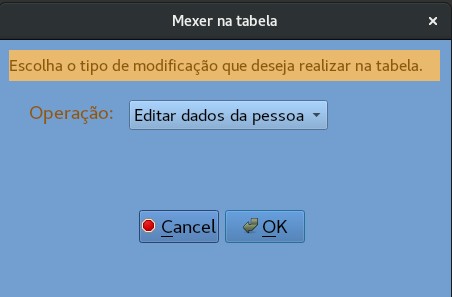 Mexer na tabela
Escolha o tipo de modificação que deseja realizar na tabela.
Operação: Editar dados da pessoa
Cancel OK